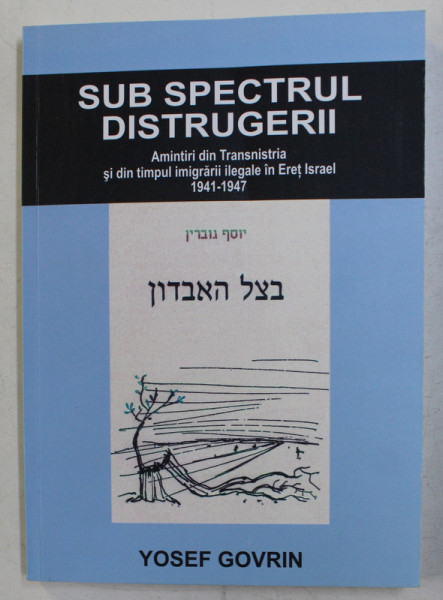 SUB SPECTRUL
DISTRUGERII
Amintiri din Transnistria
şi din timpul imigrării ilegale în Ereţ Israel
1941-1947
יוסף גוברין
בצל האבדון
YOSEF GOVRIN